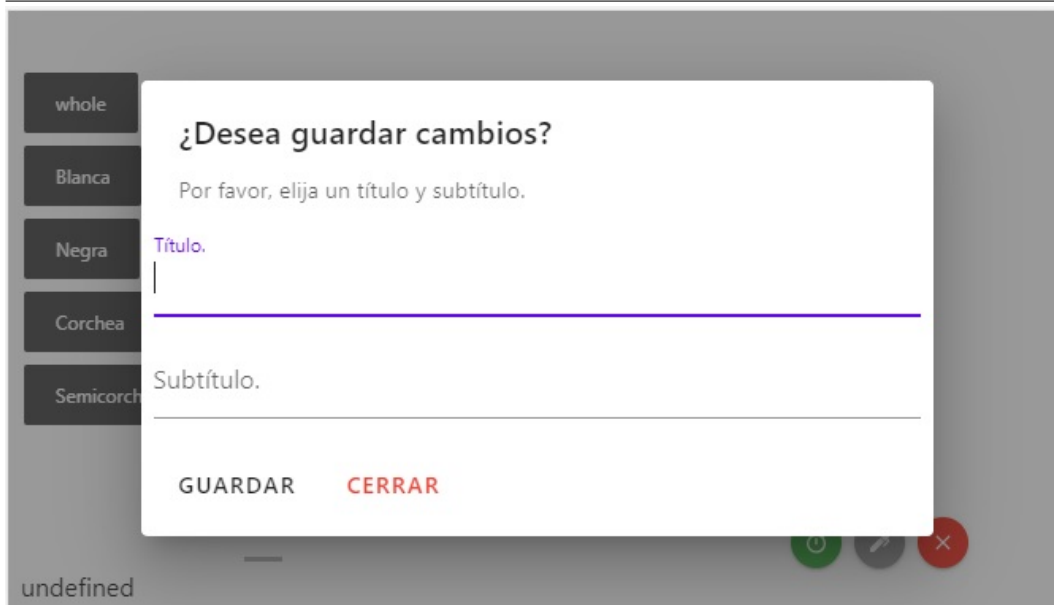 whole
Blanca
Negra
Corchea
Semicorch
¿Desea guardar cambios?
Por favor, elija un título y subtítulo.
Título.
Subtítulo.
GUARDAR CERRAR
undefined